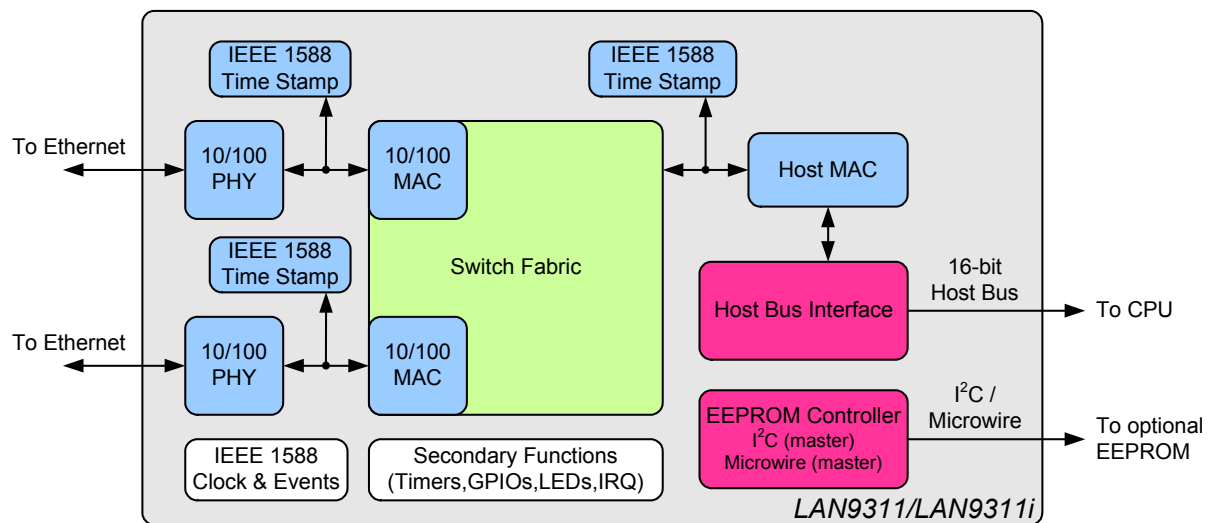 IEEE 1588
Time Stamp
IEEE 1588
Time Stamp
To Ethernet
10/100
PHY
10/100
MAC
Host MAC
IEEE 1588
Time Stamp
Switch Fabric
16-bit
Host Bus
Host Bus Interface
To CPU
To Ethernet
10/100
PHY
10/100
MAC
EEPROM Controller
I²C (master)
Microwire (master)
I²C /
Microwire
To optional
EEPROM
IEEE 1588
Clock & Events
Secondary Functions
(Timers,GPIOs,LEDs,IRQ)
LAN9311/LAN9311i